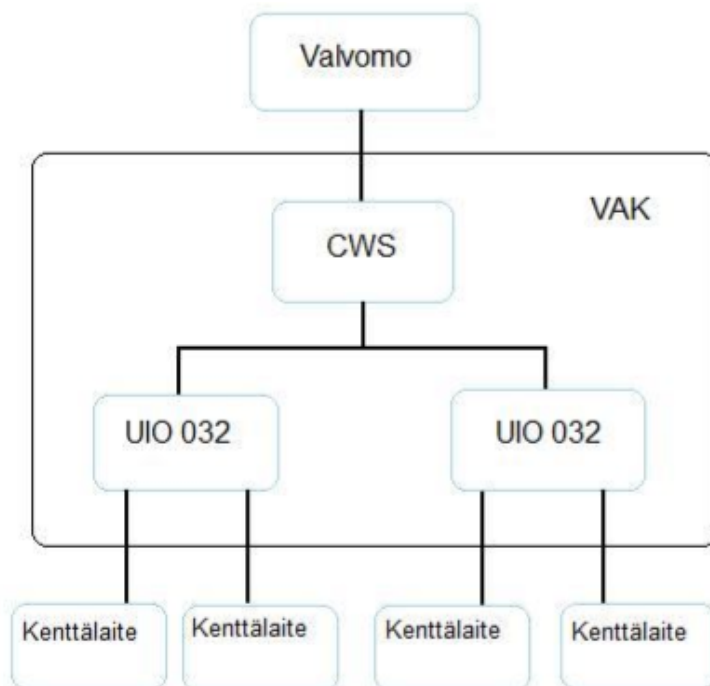 Valvomo
VAK
CWS
UIO 032
UIO 032
Kenttälaite
Kenttälaite
Kenttälaite
Kenttälaite